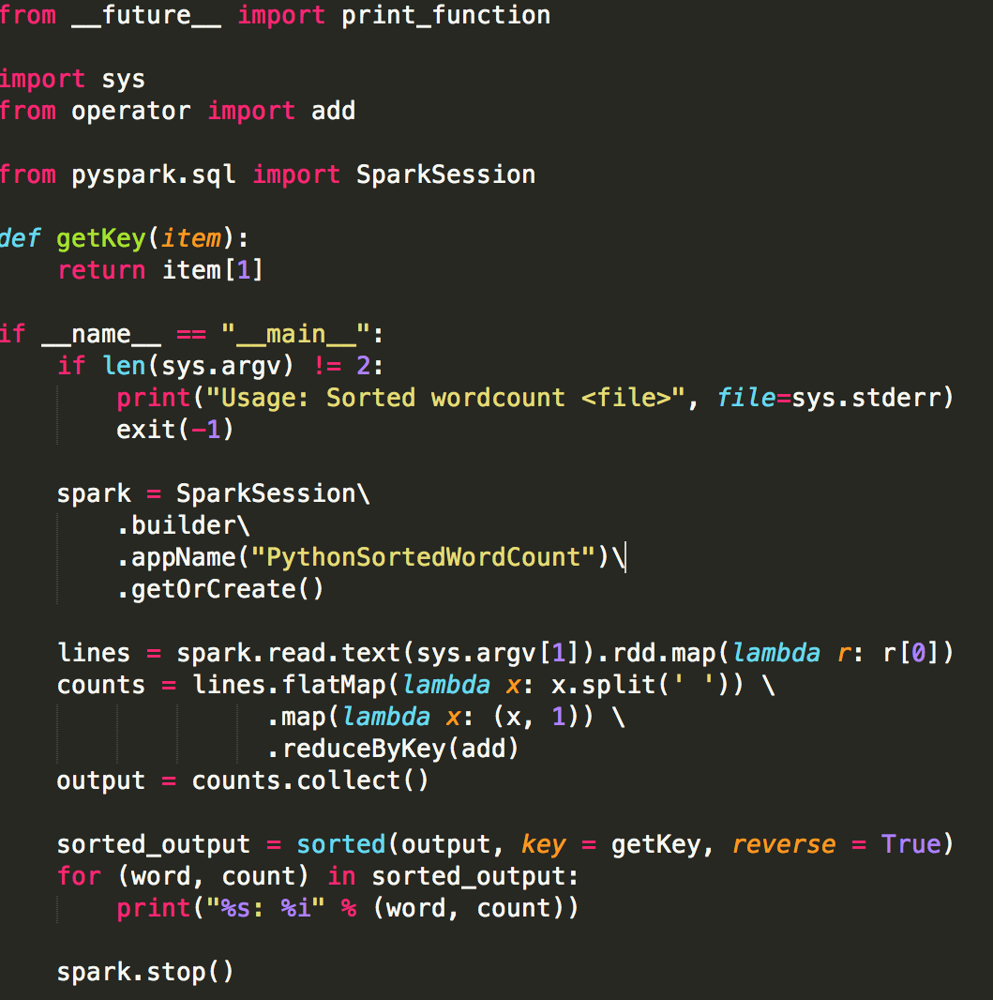 from __future__ import print_function

import sys
from operator import add

from pyspark.sql import SparkSession

def getKey(item):
    return item[1]

if __name__ == "__main__":
    if len(sys.argv) != 2:
        print("Usage: Sorted wordcount <file>", file=sys.stderr)
        exit(-1)

    spark = SparkSession\
        .builder\
        .appName("PythonSortedWordCount")\
        .getOrCreate()

    lines = spark.read.text(sys.argv[1]).rdd.map(lambda r: r[0])
    counts = lines.flatMap(lambda x: x.split(' ')) \
                  .map(lambda x: (x, 1)) \
                  .reduceByKey(add)
    output = counts.collect()

    sorted_output = sorted(output, key = getKey, reverse = True)
    for (word, count) in sorted_output:
        print("%s: %i" % (word, count))

    spark.stop()